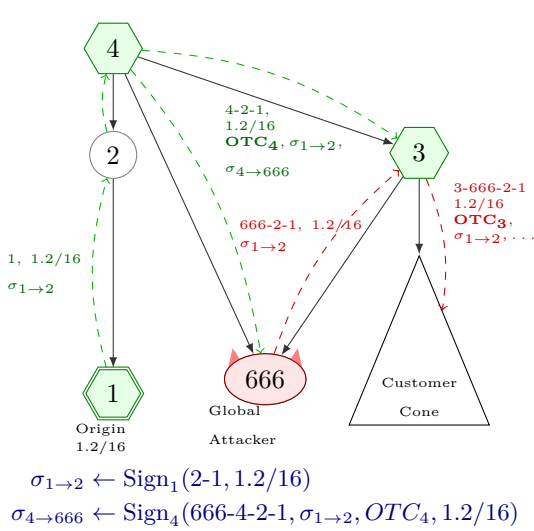 4
2
3
4-2-1,
1.2/16
OTC₄, σ₁→₂,
σ₄→₆₆₆
3-666-2-1
1.2/16
OTC₃,
σ₁→₂, ...
666-2-1, 1.2/16
σ₁→₂
1, 1.2/16
σ₁→₂
1
666
Origin
1.2/16
Global
Attacker
Customer
Cone
σ₁→₂ ← Sign₁(2-1, 1.2/16)
σ₄→₆₆₆ ← Sign₄(666-4-2-1, σ₁→₂, OTC₄, 1.2/16)